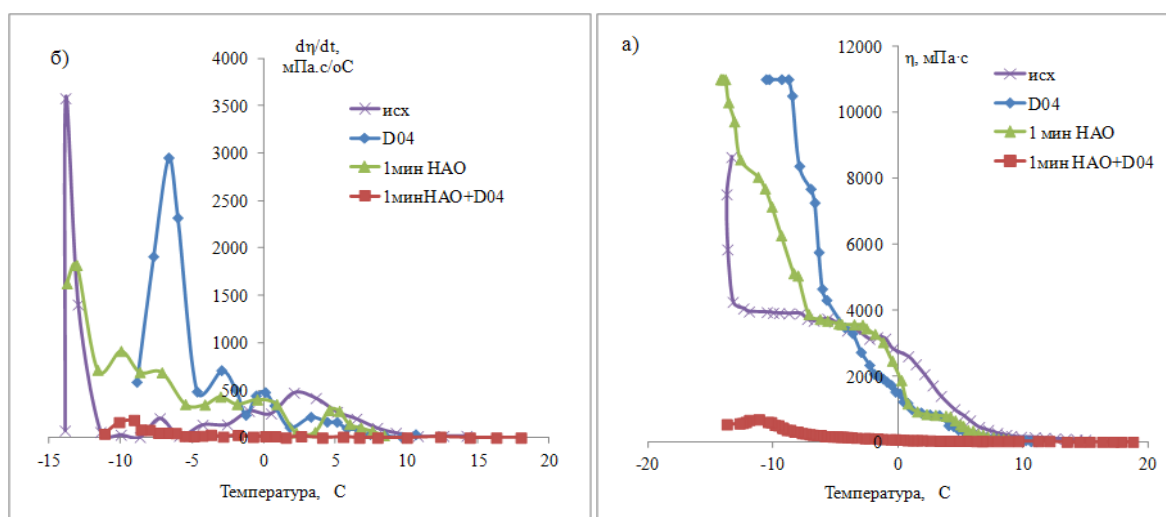 б)
dη/dt,
мПа.с/оС
4000
3500
3000
2500
2000
1500
1000
500
0
-15 -10 -5 0 5 10 15 20
Температура, С
исх
D04
1мин НАО
1минНАО+D04
а)
η, мПа·с
12000
10000
8000
6000
4000
2000
0
-20 -10 0 10 20
Температура, С
исх
D04
1 мин НАО
1мин НАО+D04